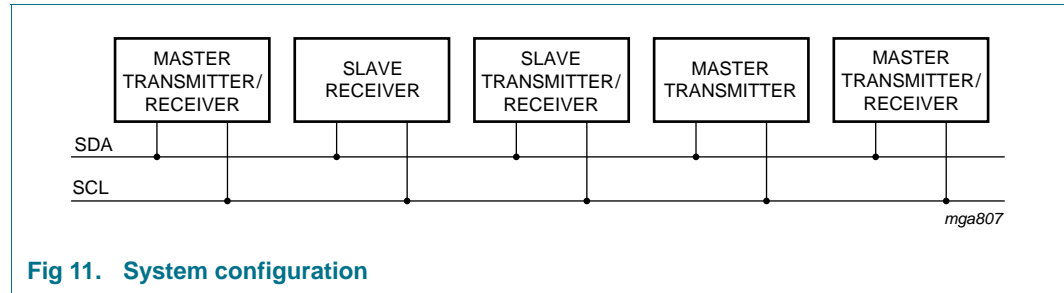 MASTER
TRANSMITTER/
RECEIVER
SLAVE
RECEIVER
SLAVE
TRANSMITTER/
RECEIVER
MASTER
TRANSMITTER
MASTER
TRANSMITTER/
RECEIVER
SDA
SCL
mga807
Fig 11. System configuration